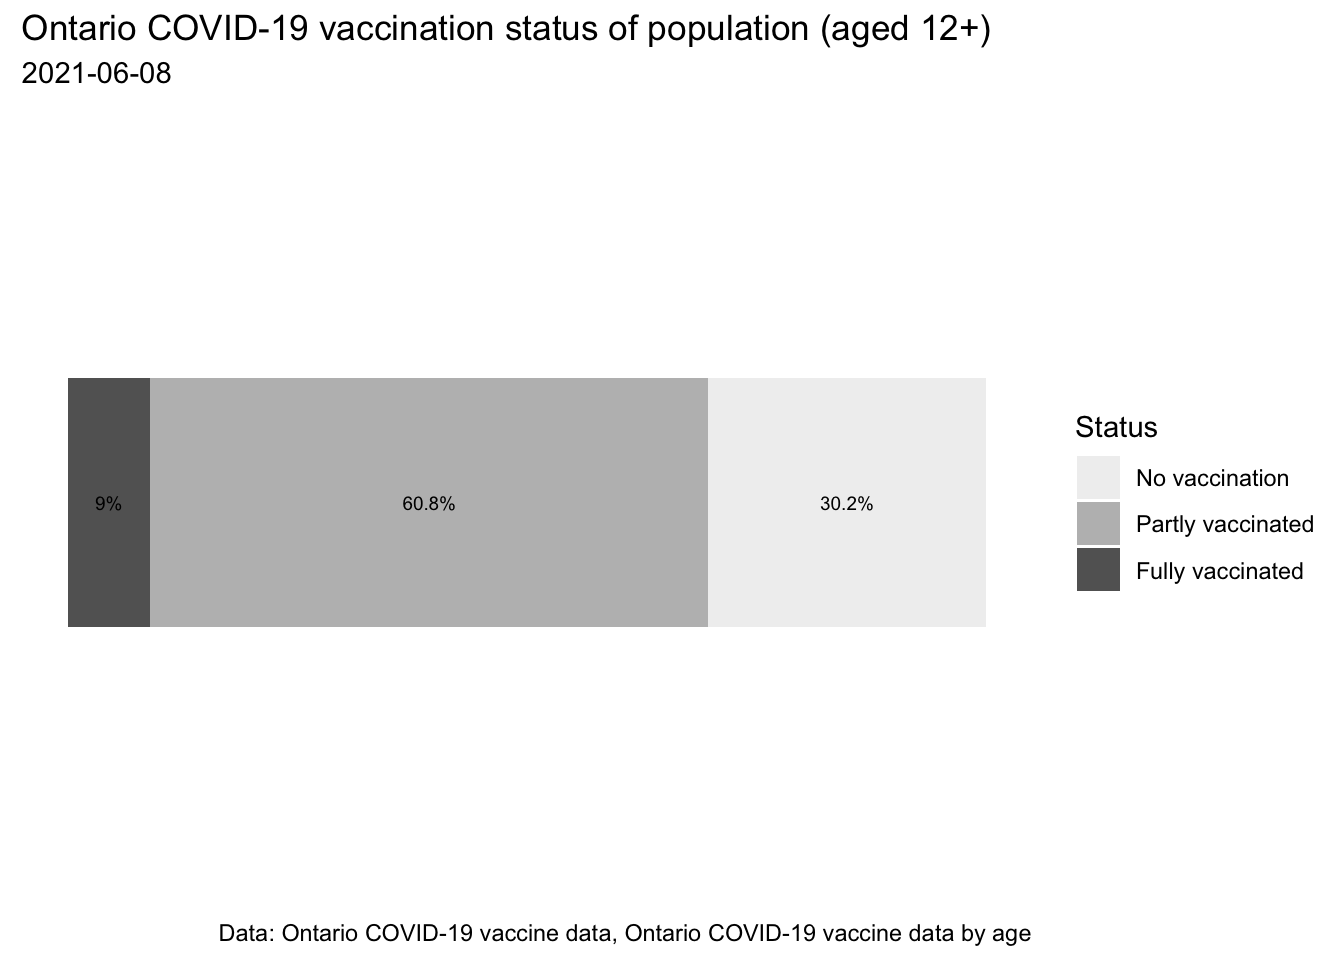 Ontario COVID-19 vaccination status of population (aged 12+)
2021-06-08
9%
60.8%
30.2%
Status
No vaccination
Partly vaccinated
Fully vaccinated
Data: Ontario COVID-19 vaccine data, Ontario COVID-19 vaccine data by age